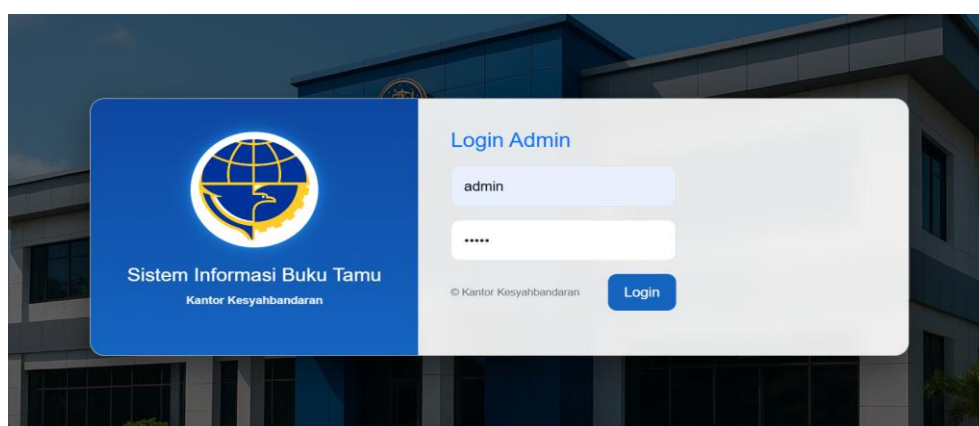 Sistem Informasi Buku Tamu
Kantor Kesyahbandaran
Login Admin
admin
•••••
© Kantor Kesyahbandaran
Login